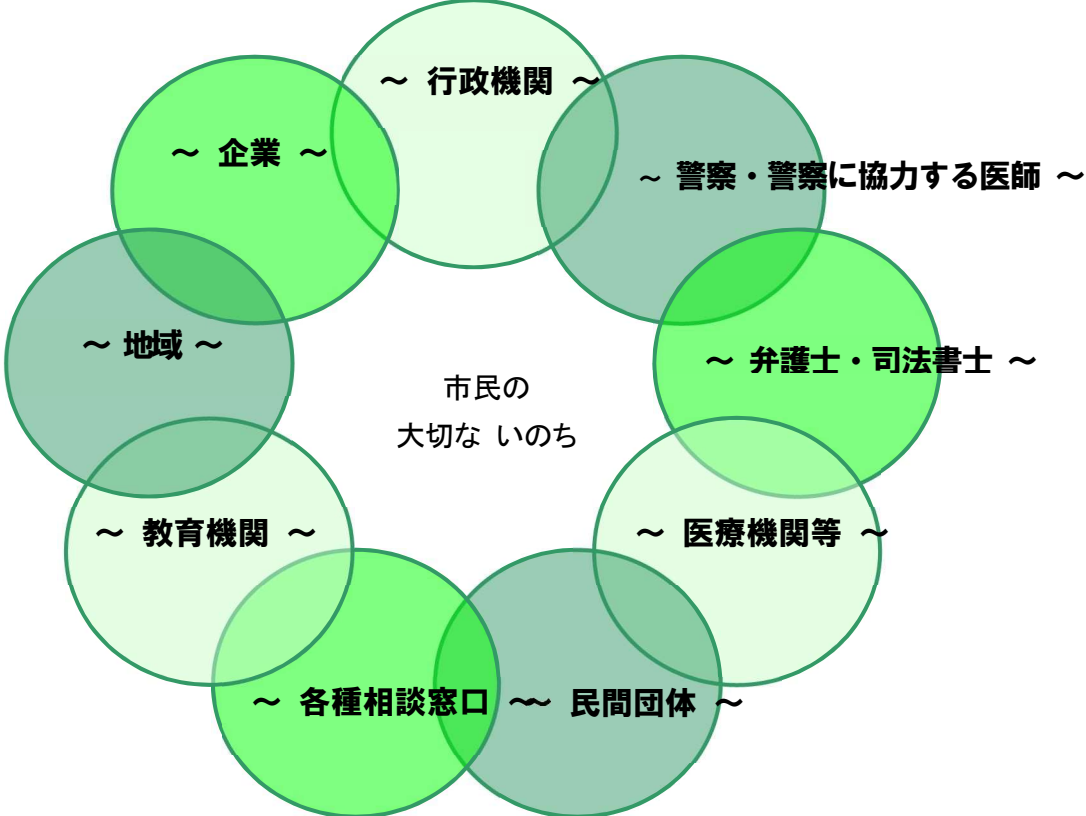 ～ 行政機関 ～
～ 企業 ～
～ 警察・警察に協力する医師 ～
～ 地域 ～
～ 弁護士・司法書士 ～
市民の
大切な いのち
～ 教育機関 ～
～ 医療機関等 ～
～ 各種相談窓口 ～
～ 民間団体 ～